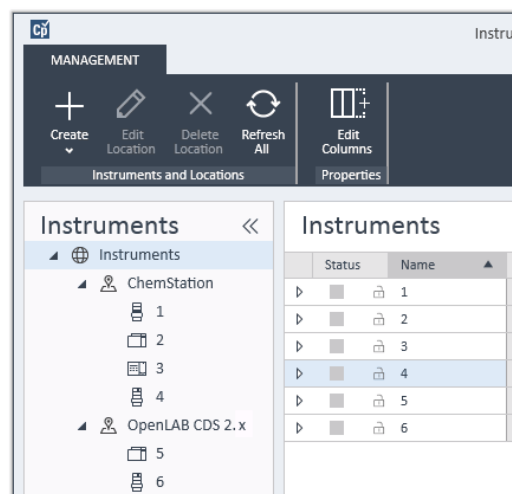 Cp
Instru
MANAGEMENT
Create
Edit
Location
Delete
Location
Refresh
All
Edit
Columns
Instruments and Locations
Properties
Instruments
Instruments
ChemStation
1
2
3
4
OpenLAB CDS 2.x
5
6
Instruments
Status Name
1
2
3
4
5
6